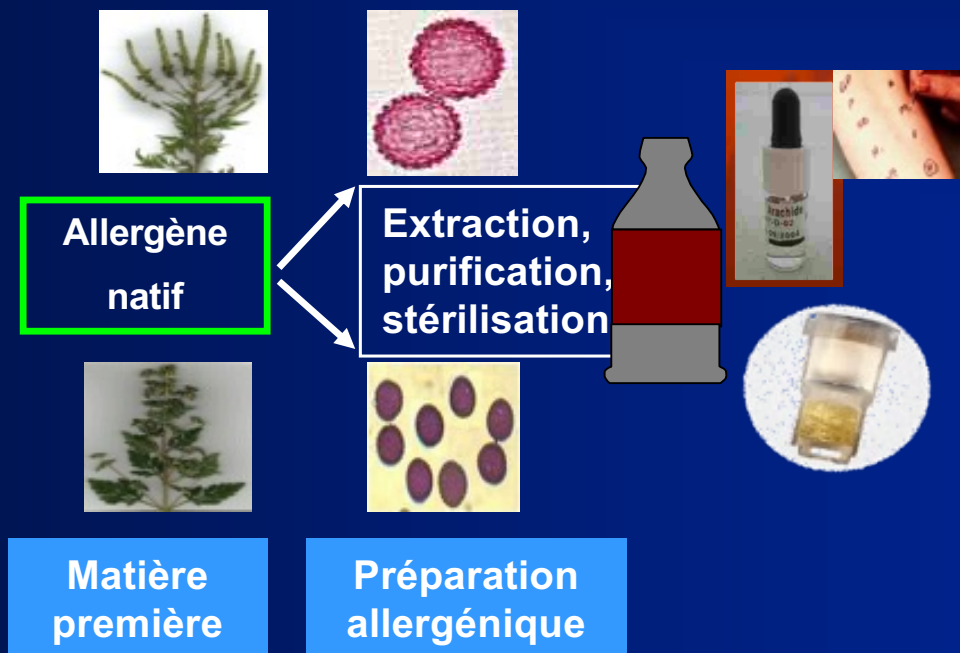 Allergène
natif
Extraction,
purification,
stérilisation
Matière
première
Préparation
allergénique